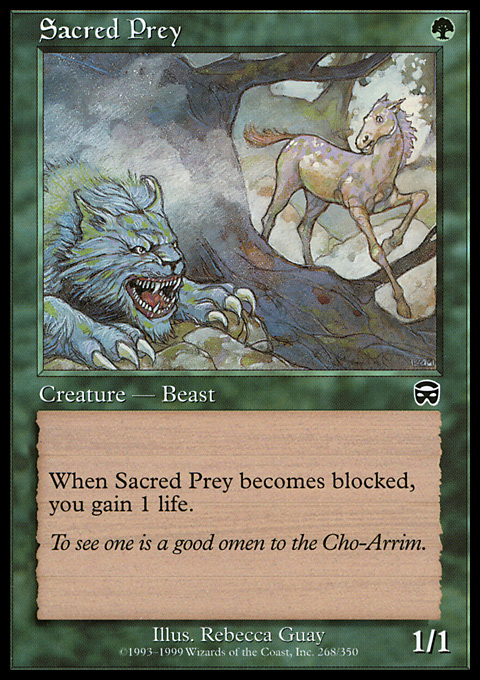 Sacred Prey
Creature — Beast
When Sacred Prey becomes blocked,
you gain 1 life.
To see one is a good omen to the Cho-Arrim.
Illus. Rebecca Guay
©1993–1999 Wizards of the Coast, Inc. 268/350
1/1